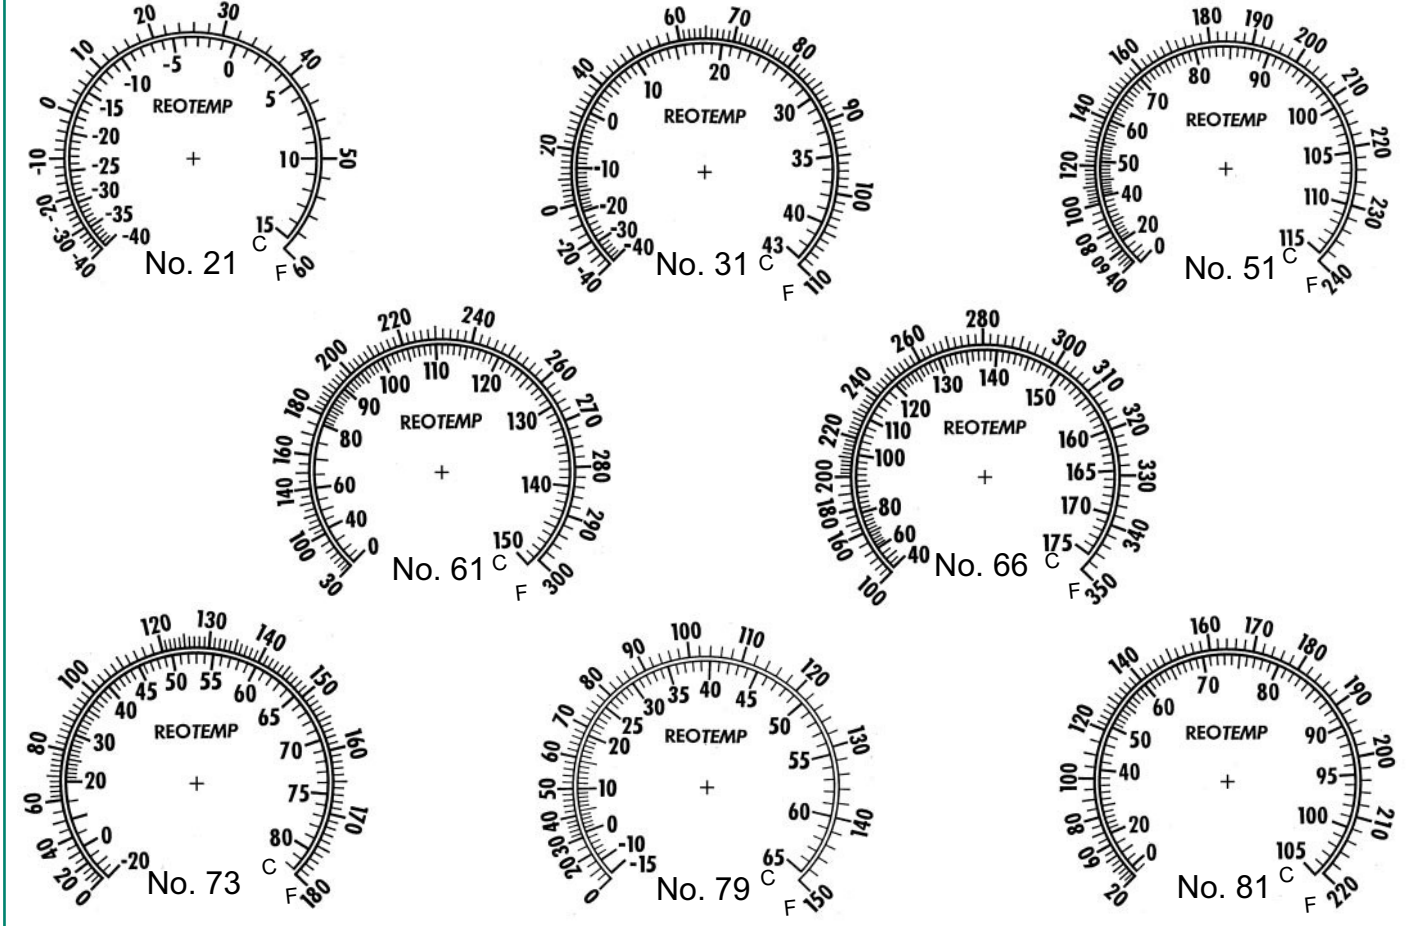 -40 -30 -20 -10 0 10 20 30 40 50 60
-40 -35 -30 -25 -20 -15 -10 -5 0 5 10 15
REOTEMP
No. 21 C
F
-40 -20 0 20 40 60 70 80 90 100 110
-40 -30 -20 -10 0 10 20 30 35 40 43
REOTEMP
No. 31 C
F
40 60 80 100 120 140 160 180 190 200 210 220 230 240
0 20 40 50 60 70 80 90 100 105 110 115
REOTEMP
No. 51 C
F
30 100 140 160 180 200 220 240 260 270 280 290 300
0 40 60 80 90 100 110 120 130 140 150
REOTEMP
No. 61 C
F
100 160 180 200 220 240 260 280 300 310 320 330 340 350
40 60 80 100 110 120 130 140 150 160 165 170 175
REOTEMP
No. 66 C
F
0 20 40 60 80 100 120 130 140 150 160 170 180
-20 0 20 30 40 45 50 55 60 65 70 75 80
REOTEMP
No. 73 C
F
0 20 30 40 50 60 70 80 90 100 110 120 130 140 150
-15 -10 0 10 20 25 30 35 40 45 50 55 60 65
REOTEMP
No. 79 C
F
20 60 80 100 120 140 160 170 180 190 200 210 220
0 20 40 50 60 70 80 90 95 100 105
REOTEMP
No. 81 C
F